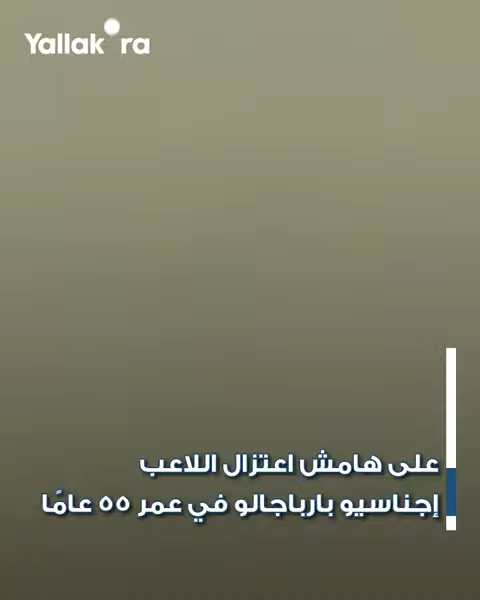 Yallakora
على هامش اعتزال اللاعب
إجناسيو بارباجالو في عمر ٥٥ عامًا